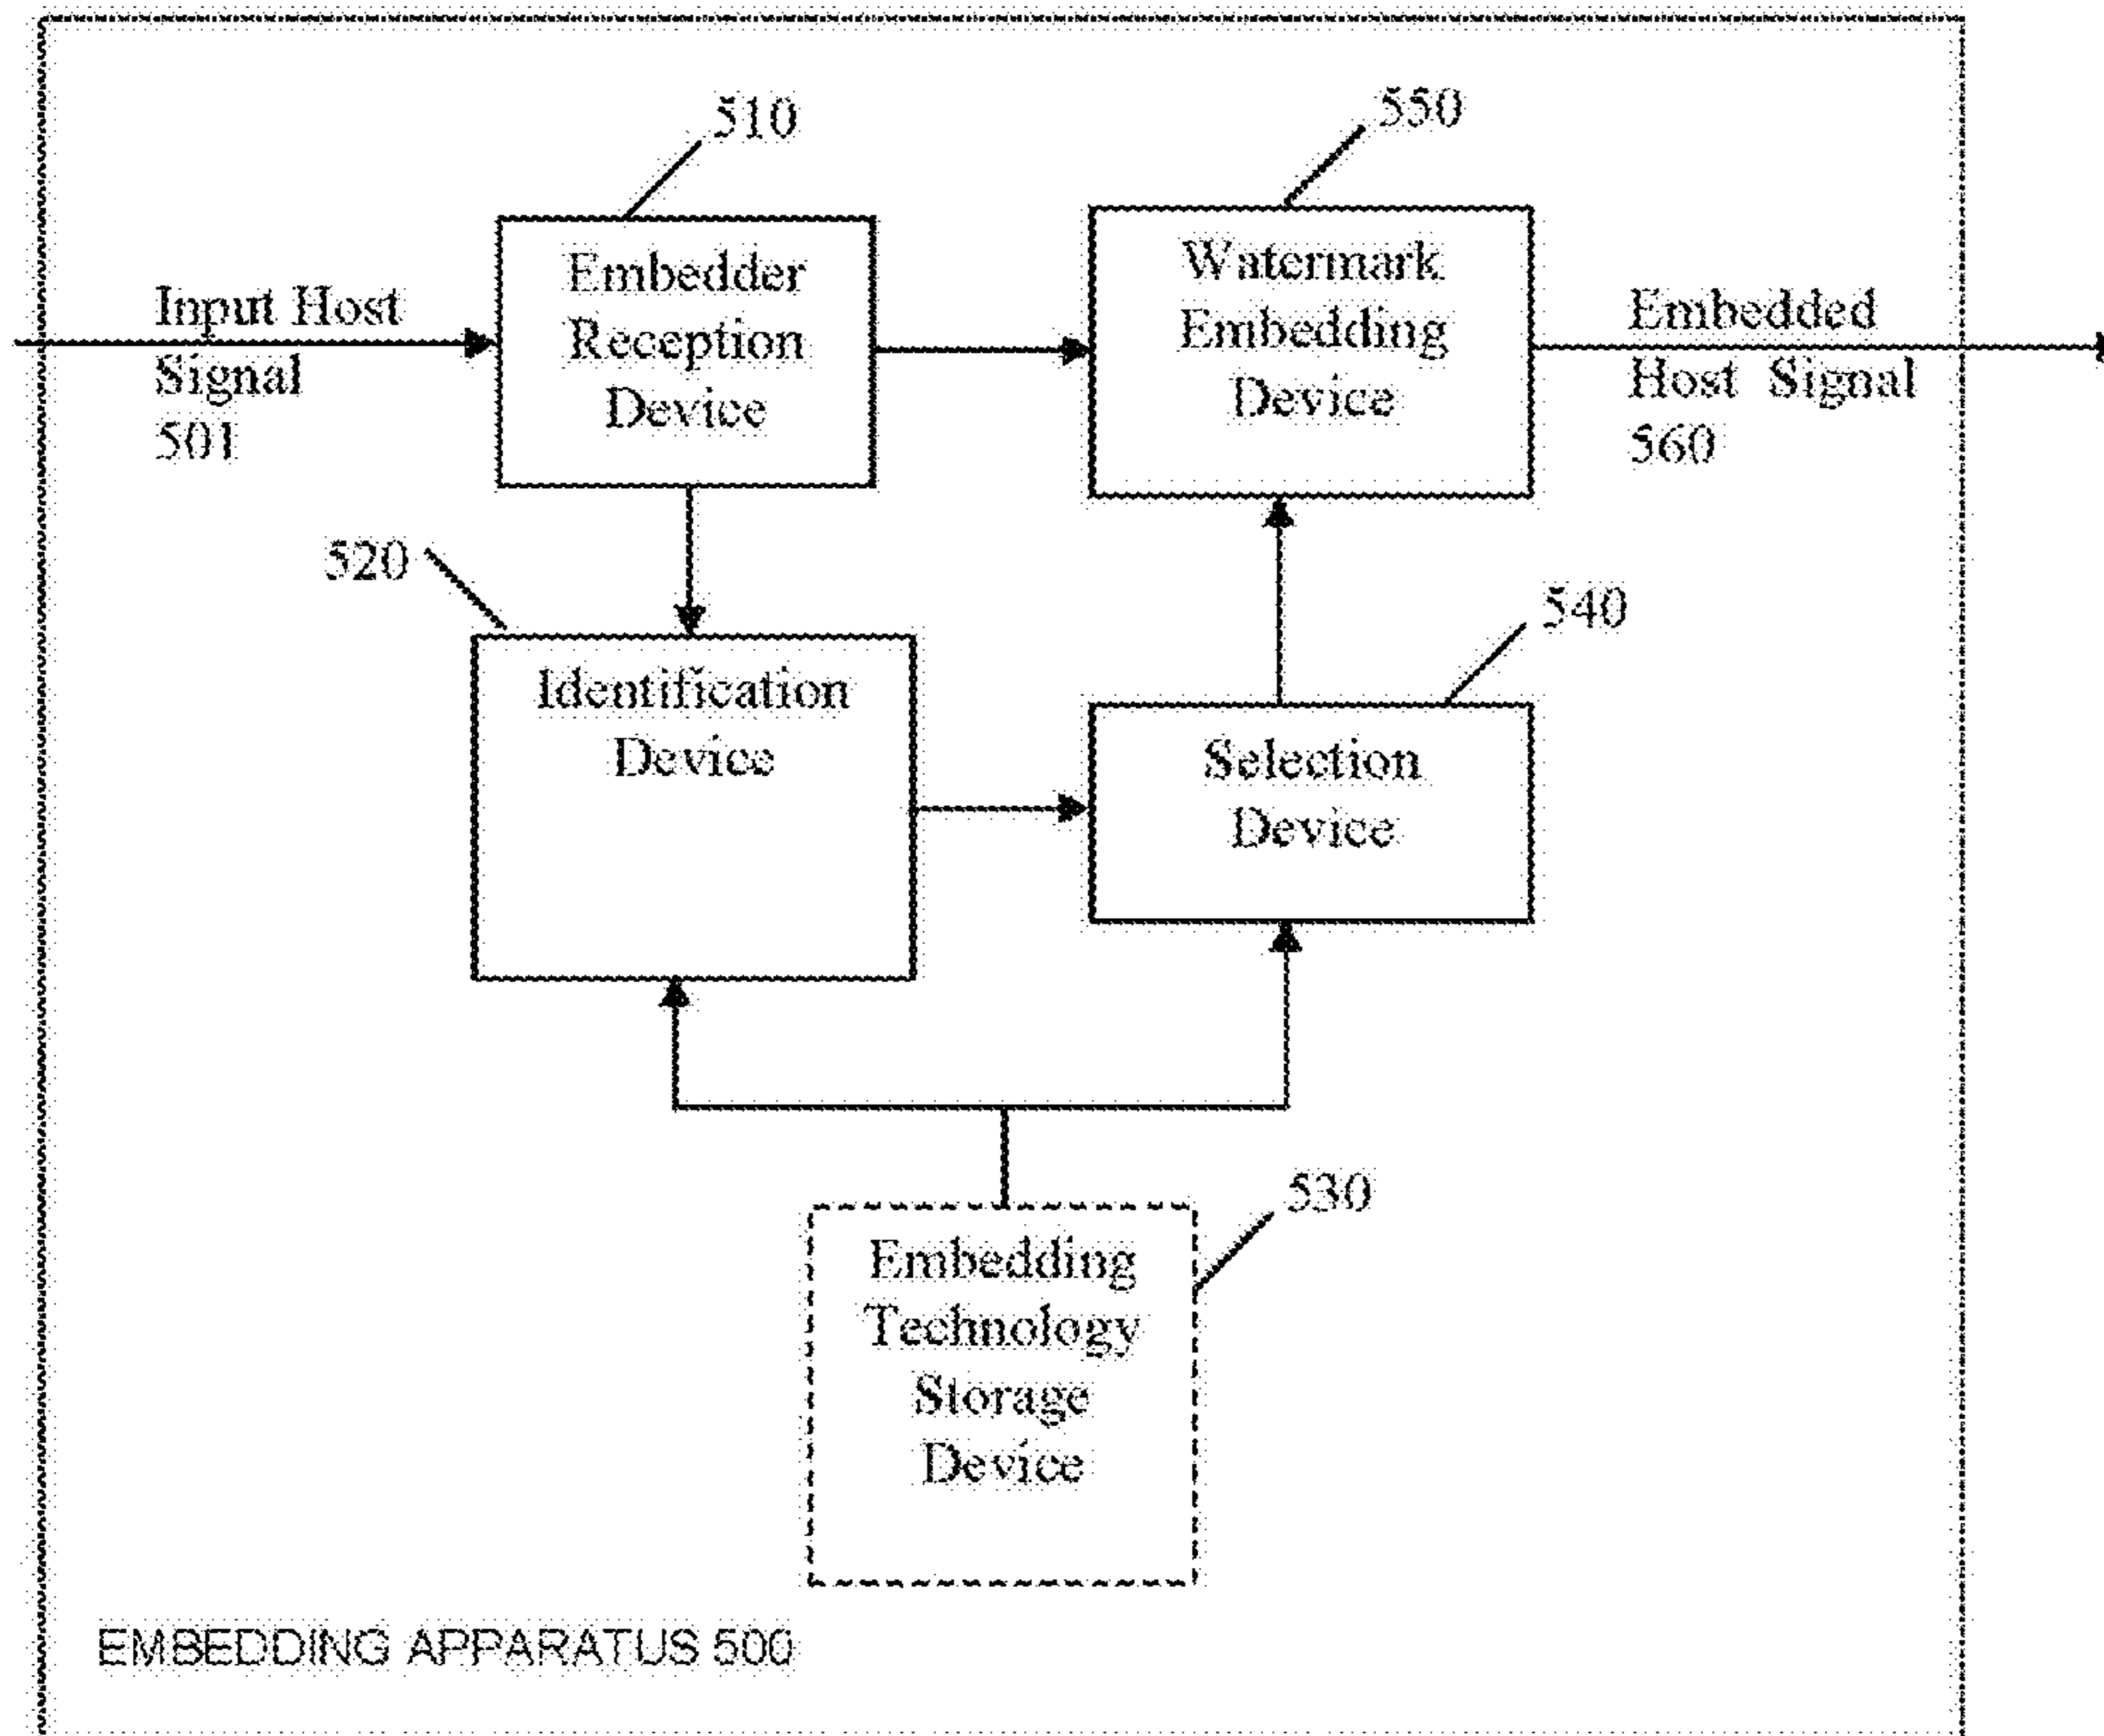 510
550
Embedder
Reception
Device
Watermark
Embedding
Device
Input Host
Signal
501
Embedded
Host Signal
560
520
540
Identification
Device
Selection
Device
530
Embedding
Technology
Storage
Device
EMBEDDING APPARATUS 500